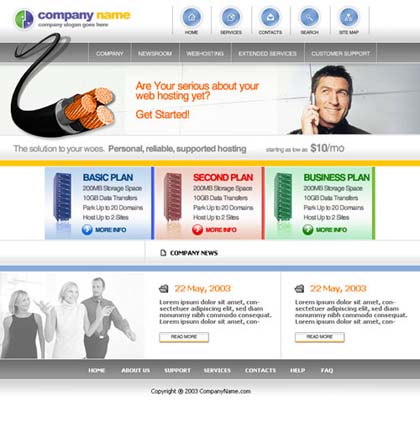 company name
company slogan goes here
HOME
SERVICES
CONTACTS
SEARCH
SITE MAP
COMPANY
NEWSROOM
WEBHOSTING
EXTENDED SERVICES
CUSTOMER SUPPORT
Are Your serious about your
web hosting yet?
Get Started!
The solution to your woes. Personal, reliable, supported hosting
starting as low as $10/mo
BASIC PLAN
200MB Storage Space
10GB Data Transfers
Park Up to 20 Domains
Host Up to 2 Sites
MORE INFO
SECOND PLAN
200MB Storage Space
10GB Data Transfers
Park Up to 20 Domains
Host Up to 2 Sites
MORE INFO
BUSINESS PLAN
200MB Storage Space
10GB Data Transfers
Park Up to 20 Domains
Host Up to 2 Sites
MORE INFO
COMPANY NEWS
22 May, 2003
Lorem ipsum dolor sit amet, con-
sectetuer adipiscing elit, sed diam
nonummy nibh commodo consequat.
Lorem ipsum dolor sit amet, con-
READ MORE
22 May, 2003
Lorem ipsum dolor sit amet, con-
sectetuer adipiscing elit, sed diam
nonummy nibh commodo consequat.
Lorem ipsum dolor sit amet, con-
READ MORE
HOME
ABOUT US
SUPPORT
SERVICES
CONTACTS
HELP
FAQ
Copyright ® 2003 CompanyName.com